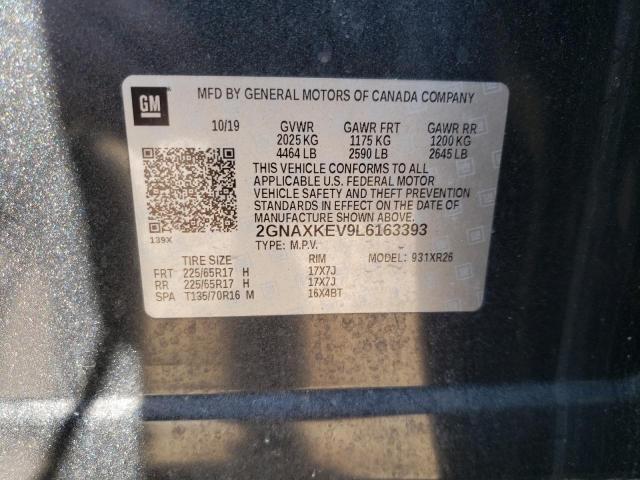 GM MFD BY GENERAL MOTORS OF CANADA COMPANY
10/19 GVWR GAWR FRT GAWR RR
2025 KG 1175 KG 1200 KG
4464 LB 2590 LB 2645 LB
THIS VEHICLE CONFORMS TO ALL
APPLICABLE U.S. FEDERAL MOTOR
VEHICLE SAFETY AND THEFT PREVENTION
STANDARDS IN EFFECT ON THE DATE OF
MANUFACTURE SHOWN ABOVE.
139X 2GNAXKEV9L6163393
TYPE: M.P.V. MODEL: 931XR26
TIRE SIZE RIM
FRT 225/65R17 H 17X7J
RR 225/65R17 H 17X7J
SPA T135/70R16 M 16X4BT